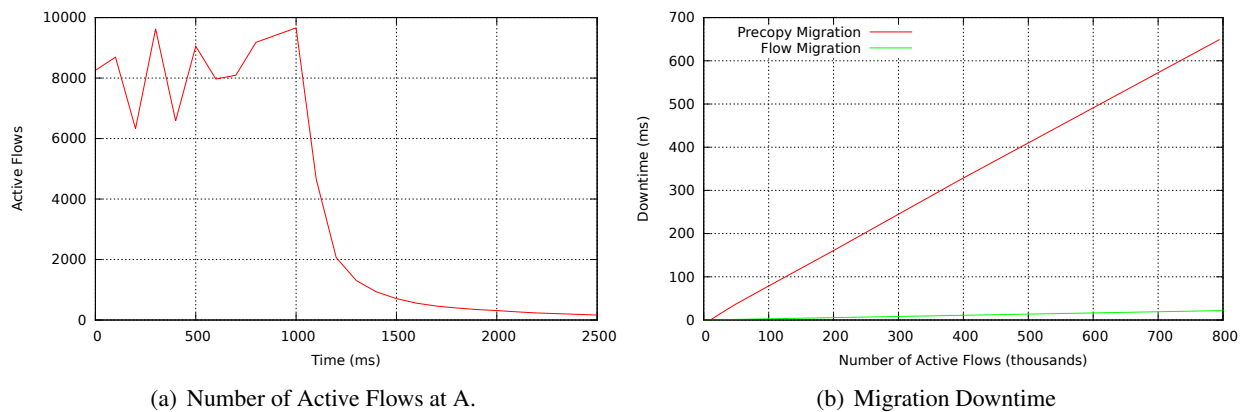 10000
8000
6000
4000
2000
0
Active Flows
0 500 1000 1500 2000 2500
Time (ms)
(a) Number of Active Flows at A.
700
600
500
400
300
200
100
0
Downtime (ms)
Precopy Migration
Flow Migration
0 100 200 300 400 500 600 700 800
Number of Active Flows (thousands)
(b) Migration Downtime